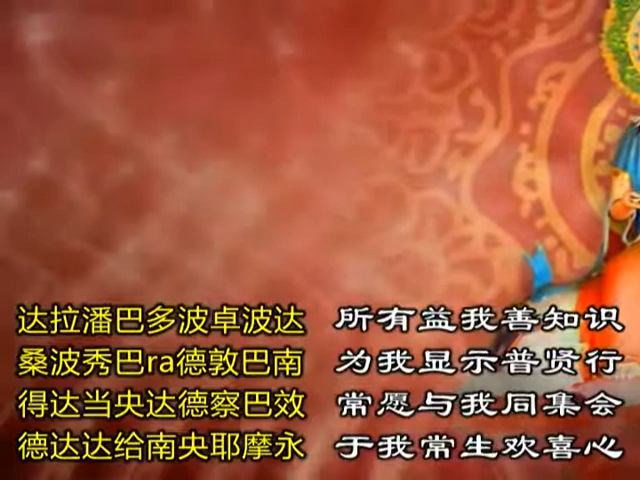 达拉潘巴多波卓波达 所有益我善知识
桑波秀巴ra德敦巴南 为我显示普贤行
得达当央达德察巴效 常愿与我同集会
德达达给南央耶摩永 于我常生欢喜心